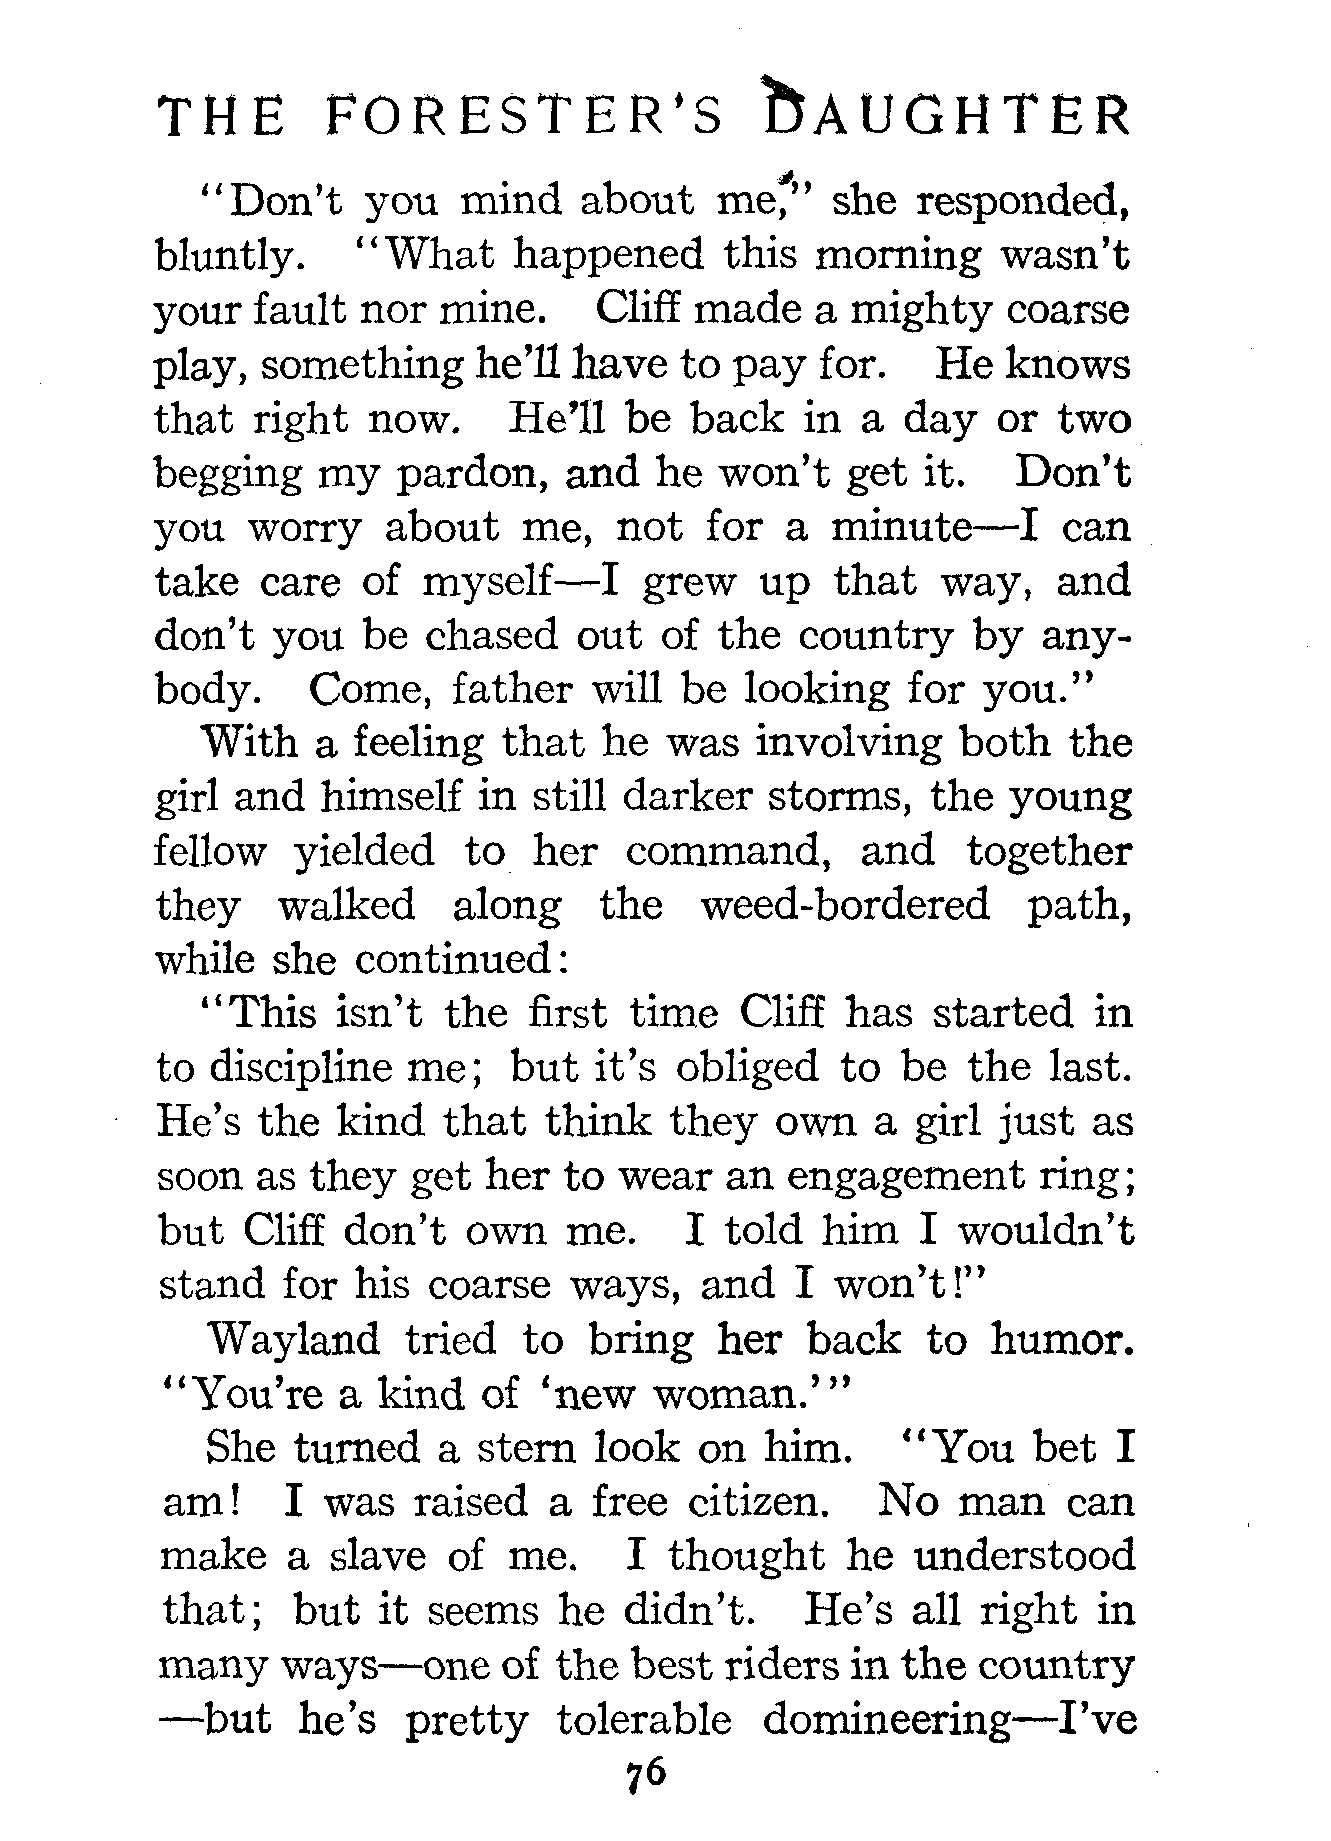 THE FORESTER'S DAUGHTER
"Don't you mind about me," she responded,
bluntly. "What happened this morning wasn't
your fault nor mine. Cliff made a mighty coarse
play, something he'll have to pay for. He knows
that right now. He'll be back in a day or two
begging my pardon, and he won't get it. Don't
you worry about me, not for a minute—I can
take care of myself—I grew up that way, and
don't you be chased out of the country by any-
body. Come, father will be looking for you."
With a feeling that he was involving both the
girl and himself in still darker storms, the young
fellow yielded to her command, and together
they walked along the weed-bordered path,
while she continued:
"This isn't the first time Cliff has started in
to discipline me; but it's obliged to be the last.
He's the kind that think they own a girl just as
soon as they get her to wear an engagement ring;
but Cliff don't own me. I told him I wouldn't
stand for his coarse ways, and I won't!"
Wayland tried to bring her back to humor.
"You're a kind of 'new woman.'"
She turned a stern look on him. "You bet I
am! I was raised a free citizen. No man can
make a slave of me. I thought he understood
that; but it seems he didn't. He's all right in
many ways—one of the best riders in the country
—but he's pretty tolerable domineering—I've
76